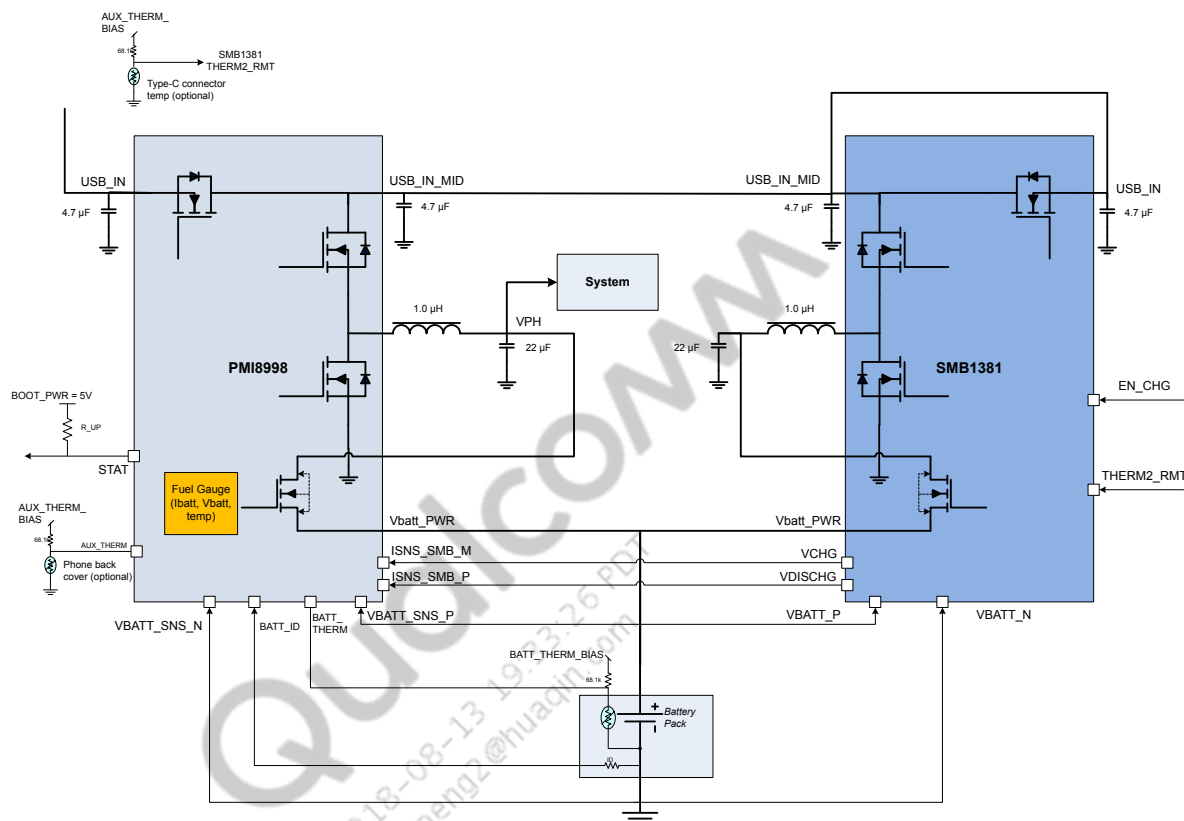 AUX_THERM_
BIAS
68.1k
SMB1381
THERM2_RMT
Type-C connector
temp (optional)
USB_IN
4.7 µF
USB_IN_MID
4.7 µF
USB_IN_MID
4.7 µF
USB_IN
4.7 µF
System
1.0 µH
VPH
22 µF
1.0 µH
22 µF
PMI8998
SMB1381
BOOT_PWR = 5V
R_UP
STAT
EN_CHG
THERM2_RMT
Fuel Gauge
(Ibatt, Vbatt,
temp)
AUX_THERM_
BIAS
68.1k
AUX_THERM
Phone back
cover (optional)
Vbatt_PWR
Vbatt_PWR
ISNS_SMB_M
VCHG
ISNS_SMB_P
VDISCHG
VBATT_SNS_N
BATT_ID
BATT_
THERM
VBATT_SNS_P
VBATT_P
VBATT_N
BATT_THERM_BIAS
68.1k
+
Battery
Pack
ID
Qualcomm
18-08-13 19:23:26 PDT
eng2@huaqin.com